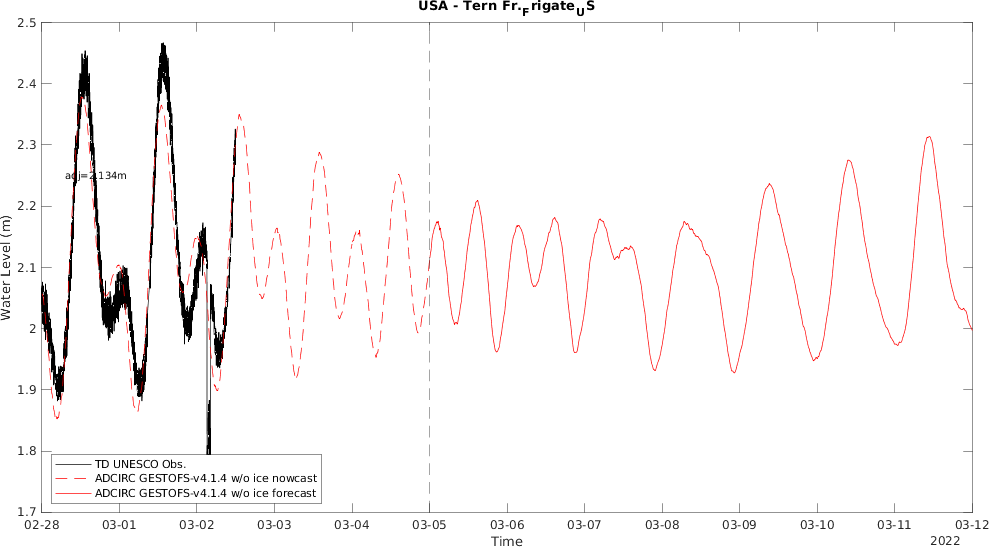 USA - Tern Fr.FrigateUS
2.5
2.4
2.3
2.2
2.1
2
1.9
1.8
1.7
Water Level (m)
adj=2.134m
TD UNESCO Obs.
ADCIRC GESTOFS-v4.1.4 w/o ice nowcast
ADCIRC GESTOFS-v4.1.4 w/o ice forecast
02-28 03-01 03-02 03-03 03-04 03-05 03-06 03-07 03-08 03-09 03-10 03-11 03-12
Time
2022